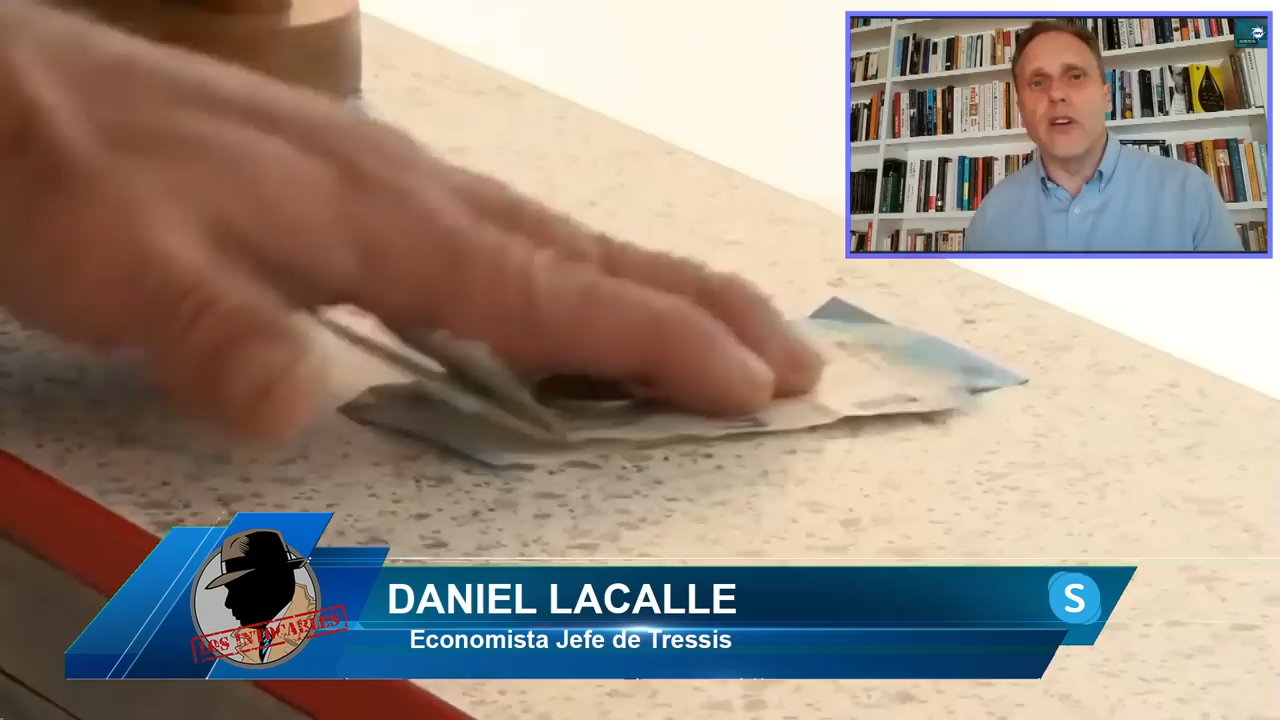 DANIEL LACALLE
Economista Jefe de Tressis
LOS INTOCABLES
S